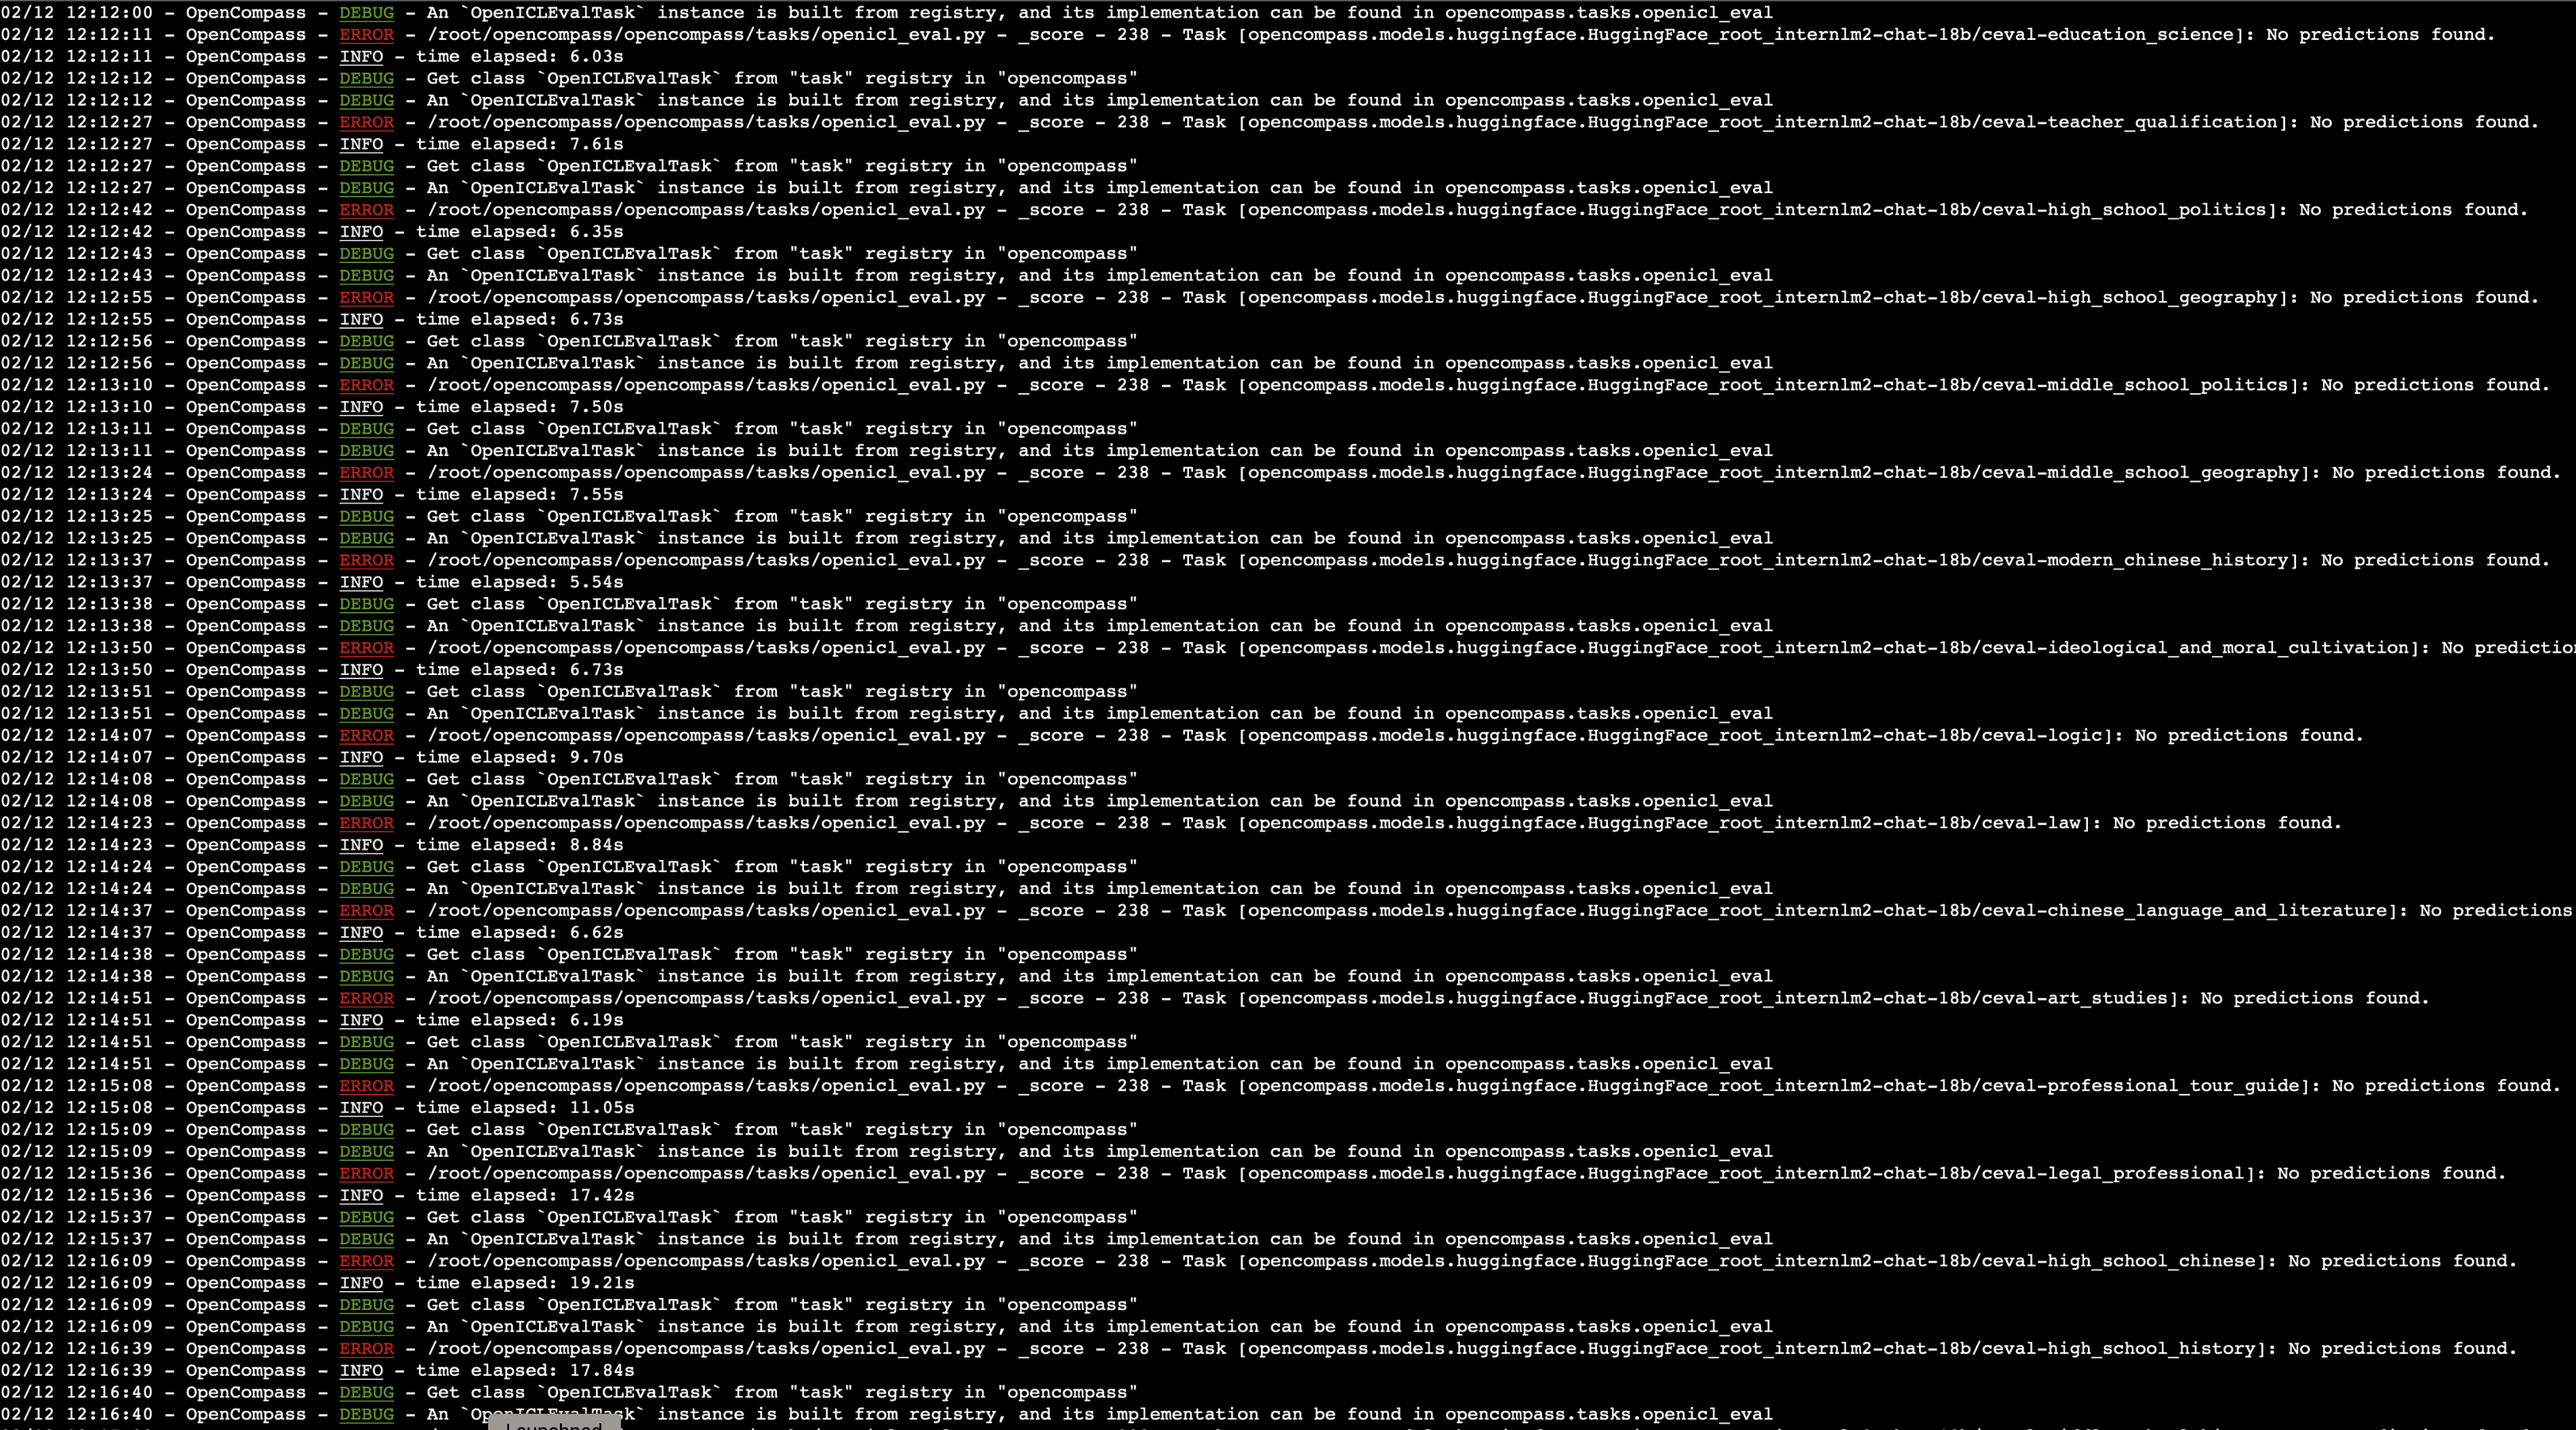 02/12 12:12:00 - OpenCompass - DEBUG - An `OpenICLEvalTask` instance is built from registry, and its implementation can be found in opencompass.tasks.openicl_eval
02/12 12:12:11 - OpenCompass - ERROR - /root/opencompass/opencompass/tasks/openicl_eval.py - _score - 238 - Task [opencompass.models.huggingface.HuggingFace_root_internlm2-chat-18b/ceval-education_science]: No predictions found.
02/12 12:12:11 - OpenCompass - INFO - time elapsed: 6.03s
02/12 12:12:12 - OpenCompass - DEBUG - Get class `OpenICLEvalTask` from "task" registry in "opencompass"
02/12 12:12:12 - OpenCompass - DEBUG - An `OpenICLEvalTask` instance is built from registry, and its implementation can be found in opencompass.tasks.openicl_eval
02/12 12:12:27 - OpenCompass - ERROR - /root/opencompass/opencompass/tasks/openicl_eval.py - _score - 238 - Task [opencompass.models.huggingface.HuggingFace_root_internlm2-chat-18b/ceval-teacher_qualification]: No predictions found.
02/12 12:12:27 - OpenCompass - INFO - time elapsed: 7.61s
02/12 12:12:27 - OpenCompass - DEBUG - Get class `OpenICLEvalTask` from "task" registry in "opencompass"
02/12 12:12:27 - OpenCompass - DEBUG - An `OpenICLEvalTask` instance is built from registry, and its implementation can be found in opencompass.tasks.openicl_eval
02/12 12:12:42 - OpenCompass - ERROR - /root/opencompass/opencompass/tasks/openicl_eval.py - _score - 238 - Task [opencompass.models.huggingface.HuggingFace_root_internlm2-chat-18b/ceval-high_school_politics]: No predictions found.
02/12 12:12:42 - OpenCompass - INFO - time elapsed: 6.35s
02/12 12:12:43 - OpenCompass - DEBUG - Get class `OpenICLEvalTask` from "task" registry in "opencompass"
02/12 12:12:43 - OpenCompass - DEBUG - An `OpenICLEvalTask` instance is built from registry, and its implementation can be found in opencompass.tasks.openicl_eval
02/12 12:12:55 - OpenCompass - ERROR - /root/opencompass/opencompass/tasks/openicl_eval.py - _score - 238 - Task [opencompass.models.huggingface.HuggingFace_root_internlm2-chat-18b/ceval-high_school_geography]: No predictions found.
02/12 12:12:55 - OpenCompass - INFO - time elapsed: 6.73s
02/12 12:12:56 - OpenCompass - DEBUG - Get class `OpenICLEvalTask` from "task" registry in "opencompass"
02/12 12:12:56 - OpenCompass - DEBUG - An `OpenICLEvalTask` instance is built from registry, and its implementation can be found in opencompass.tasks.openicl_eval
02/12 12:13:10 - OpenCompass - ERROR - /root/opencompass/opencompass/tasks/openicl_eval.py - _score - 238 - Task [opencompass.models.huggingface.HuggingFace_root_internlm2-chat-18b/ceval-middle_school_politics]: No predictions found.
02/12 12:13:10 - OpenCompass - INFO - time elapsed: 7.50s
02/12 12:13:11 - OpenCompass - DEBUG - Get class `OpenICLEvalTask` from "task" registry in "opencompass"
02/12 12:13:11 - OpenCompass - DEBUG - An `OpenICLEvalTask` instance is built from registry, and its implementation can be found in opencompass.tasks.openicl_eval
02/12 12:13:24 - OpenCompass - ERROR - /root/opencompass/opencompass/tasks/openicl_eval.py - _score - 238 - Task [opencompass.models.huggingface.HuggingFace_root_internlm2-chat-18b/ceval-middle_school_geography]: No predictions found.
02/12 12:13:24 - OpenCompass - INFO - time elapsed: 7.55s
02/12 12:13:25 - OpenCompass - DEBUG - Get class `OpenICLEvalTask` from "task" registry in "opencompass"
02/12 12:13:25 - OpenCompass - DEBUG - An `OpenICLEvalTask` instance is built from registry, and its implementation can be found in opencompass.tasks.openicl_eval
02/12 12:13:37 - OpenCompass - ERROR - /root/opencompass/opencompass/tasks/openicl_eval.py - _score - 238 - Task [opencompass.models.huggingface.HuggingFace_root_internlm2-chat-18b/ceval-modern_chinese_history]: No predictions found.
02/12 12:13:37 - OpenCompass - INFO - time elapsed: 5.54s
02/12 12:13:38 - OpenCompass - DEBUG - Get class `OpenICLEvalTask` from "task" registry in "opencompass"
02/12 12:13:38 - OpenCompass - DEBUG - An `OpenICLEvalTask` instance is built from registry, and its implementation can be found in opencompass.tasks.openicl_eval
02/12 12:13:50 - OpenCompass - ERROR - /root/opencompass/opencompass/tasks/openicl_eval.py - _score - 238 - Task [opencompass.models.huggingface.HuggingFace_root_internlm2-chat-18b/ceval-ideological_and_moral_cultivation]: No predictio
02/12 12:13:50 - OpenCompass - INFO - time elapsed: 6.73s
02/12 12:13:51 - OpenCompass - DEBUG - Get class `OpenICLEvalTask` from "task" registry in "opencompass"
02/12 12:13:51 - OpenCompass - DEBUG - An `OpenICLEvalTask` instance is built from registry, and its implementation can be found in opencompass.tasks.openicl_eval
02/12 12:14:07 - OpenCompass - ERROR - /root/opencompass/opencompass/tasks/openicl_eval.py - _score - 238 - Task [opencompass.models.huggingface.HuggingFace_root_internlm2-chat-18b/ceval-logic]: No predictions found.
02/12 12:14:07 - OpenCompass - INFO - time elapsed: 9.70s
02/12 12:14:08 - OpenCompass - DEBUG - Get class `OpenICLEvalTask` from "task" registry in "opencompass"
02/12 12:14:08 - OpenCompass - DEBUG - An `OpenICLEvalTask` instance is built from registry, and its implementation can be found in opencompass.tasks.openicl_eval
02/12 12:14:23 - OpenCompass - ERROR - /root/opencompass/opencompass/tasks/openicl_eval.py - _score - 238 - Task [opencompass.models.huggingface.HuggingFace_root_internlm2-chat-18b/ceval-law]: No predictions found.
02/12 12:14:23 - OpenCompass - INFO - time elapsed: 8.84s
02/12 12:14:24 - OpenCompass - DEBUG - Get class `OpenICLEvalTask` from "task" registry in "opencompass"
02/12 12:14:24 - OpenCompass - DEBUG - An `OpenICLEvalTask` instance is built from registry, and its implementation can be found in opencompass.tasks.openicl_eval
02/12 12:14:37 - OpenCompass - ERROR - /root/opencompass/opencompass/tasks/openicl_eval.py - _score - 238 - Task [opencompass.models.huggingface.HuggingFace_root_internlm2-chat-18b/ceval-chinese_language_and_literature]: No predictions
02/12 12:14:37 - OpenCompass - INFO - time elapsed: 6.62s
02/12 12:14:38 - OpenCompass - DEBUG - Get class `OpenICLEvalTask` from "task" registry in "opencompass"
02/12 12:14:38 - OpenCompass - DEBUG - An `OpenICLEvalTask` instance is built from registry, and its implementation can be found in opencompass.tasks.openicl_eval
02/12 12:14:51 - OpenCompass - ERROR - /root/opencompass/opencompass/tasks/openicl_eval.py - _score - 238 - Task [opencompass.models.huggingface.HuggingFace_root_internlm2-chat-18b/ceval-art_studies]: No predictions found.
02/12 12:14:51 - OpenCompass - INFO - time elapsed: 6.19s
02/12 12:14:51 - OpenCompass - DEBUG - Get class `OpenICLEvalTask` from "task" registry in "opencompass"
02/12 12:14:51 - OpenCompass - DEBUG - An `OpenICLEvalTask` instance is built from registry, and its implementation can be found in opencompass.tasks.openicl_eval
02/12 12:15:08 - OpenCompass - ERROR - /root/opencompass/opencompass/tasks/openicl_eval.py - _score - 238 - Task [opencompass.models.huggingface.HuggingFace_root_internlm2-chat-18b/ceval-professional_tour_guide]: No predictions found.
02/12 12:15:08 - OpenCompass - INFO - time elapsed: 11.05s
02/12 12:15:09 - OpenCompass - DEBUG - Get class `OpenICLEvalTask` from "task" registry in "opencompass"
02/12 12:15:09 - OpenCompass - DEBUG - An `OpenICLEvalTask` instance is built from registry, and its implementation can be found in opencompass.tasks.openicl_eval
02/12 12:15:36 - OpenCompass - ERROR - /root/opencompass/opencompass/tasks/openicl_eval.py - _score - 238 - Task [opencompass.models.huggingface.HuggingFace_root_internlm2-chat-18b/ceval-legal_professional]: No predictions found.
02/12 12:15:36 - OpenCompass - INFO - time elapsed: 17.42s
02/12 12:15:37 - OpenCompass - DEBUG - Get class `OpenICLEvalTask` from "task" registry in "opencompass"
02/12 12:15:37 - OpenCompass - DEBUG - An `OpenICLEvalTask` instance is built from registry, and its implementation can be found in opencompass.tasks.openicl_eval
02/12 12:16:09 - OpenCompass - ERROR - /root/opencompass/opencompass/tasks/openicl_eval.py - _score - 238 - Task [opencompass.models.huggingface.HuggingFace_root_internlm2-chat-18b/ceval-high_school_chinese]: No predictions found.
02/12 12:16:09 - OpenCompass - INFO - time elapsed: 19.21s
02/12 12:16:09 - OpenCompass - DEBUG - Get class `OpenICLEvalTask` from "task" registry in "opencompass"
02/12 12:16:09 - OpenCompass - DEBUG - An `OpenICLEvalTask` instance is built from registry, and its implementation can be found in opencompass.tasks.openicl_eval
02/12 12:16:39 - OpenCompass - ERROR - /root/opencompass/opencompass/tasks/openicl_eval.py - _score - 238 - Task [opencompass.models.huggingface.HuggingFace_root_internlm2-chat-18b/ceval-high_school_history]: No predictions found.
02/12 12:16:39 - OpenCompass - INFO - time elapsed: 17.84s
02/12 12:16:40 - OpenCompass - DEBUG - Get class `OpenICLEvalTask` from "task" registry in "opencompass"
02/12 12:16:40 - OpenCompass - DEBUG - An `OpenICLEvalTask` instance is built from registry, and its implementation can be found in opencompass.tasks.openicl_eval